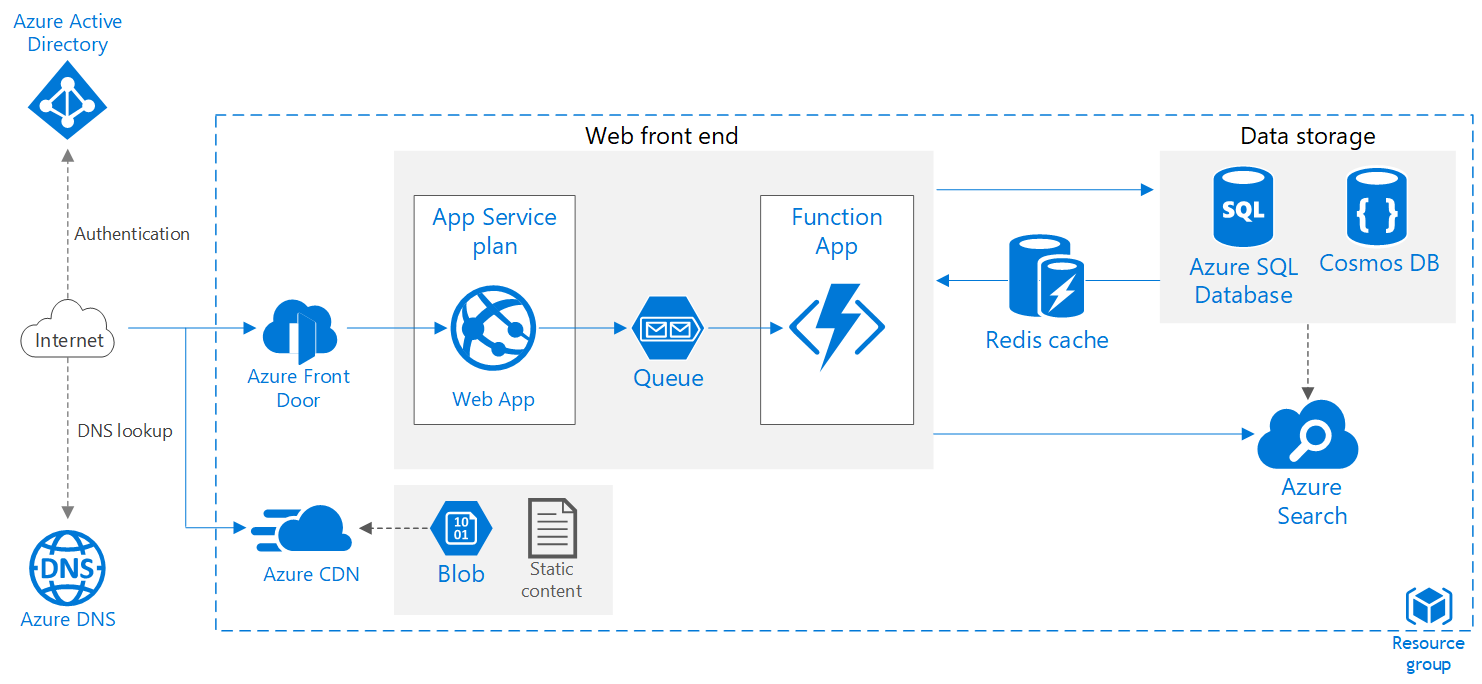 Azure Active
Directory
Authentication
Internet
DNS lookup
DNS
Azure DNS
Azure Front
Door
Azure CDN
Web front end
App Service
plan
Web App
Queue
Function
App
10
01
Blob
Static
content
Redis cache
Data storage
SQL
Azure SQL
Database
{ }
Cosmos DB
Azure
Search
Resource
group